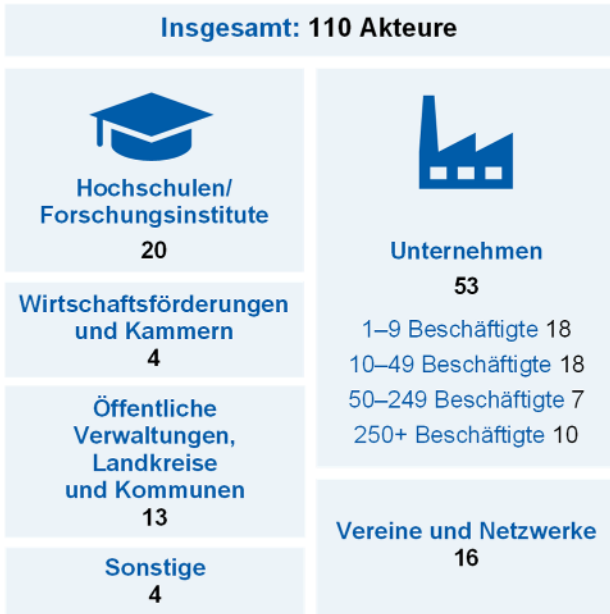 Insgesamt: 110 Akteure
Hochschulen/
Forschungsinstitute
20
Wirtschaftsförderungen
und Kammern
4
Öffentliche
Verwaltungen,
Landkreise
und Kommunen
13
Sonstige
4
Unternehmen
53
1–9 Beschäftigte 18
10–49 Beschäftigte 18
50–249 Beschäftigte 7
250+ Beschäftigte 10
Vereine und Netzwerke
16